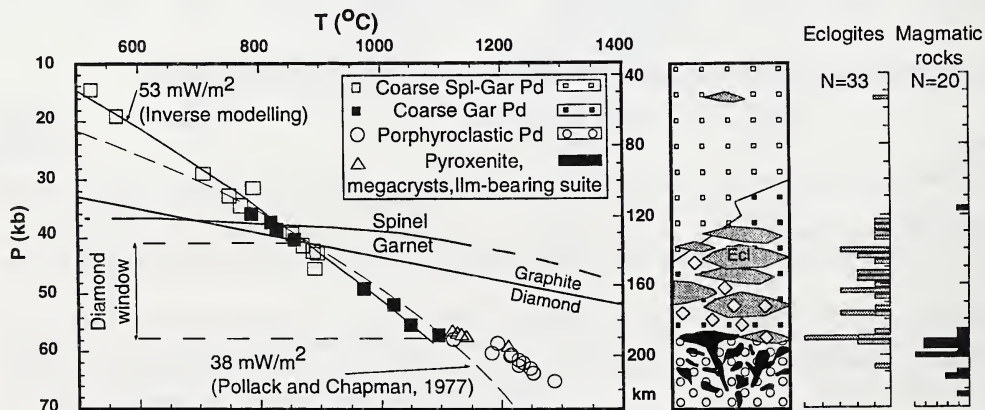 T (°C)
600 800 1000 1200 1400
P (kb)
10
20
30
40
50
60
70
40
80
120
160
200
km
53 mW/m²
(Inverse modelling)
Coarse Spl-Gar Pd
Coarse Gar Pd
Porphyroclastic Pd
Pyroxenite,
megacrysts,Ilm-bearing suite
Spinel
Garnet
Graphite
Diamond
Diamond
window
38 mW/m²
(Pollack and Chapman, 1977)
Ecl
Eclogites
N=33
Magmatic
rocks
N=20